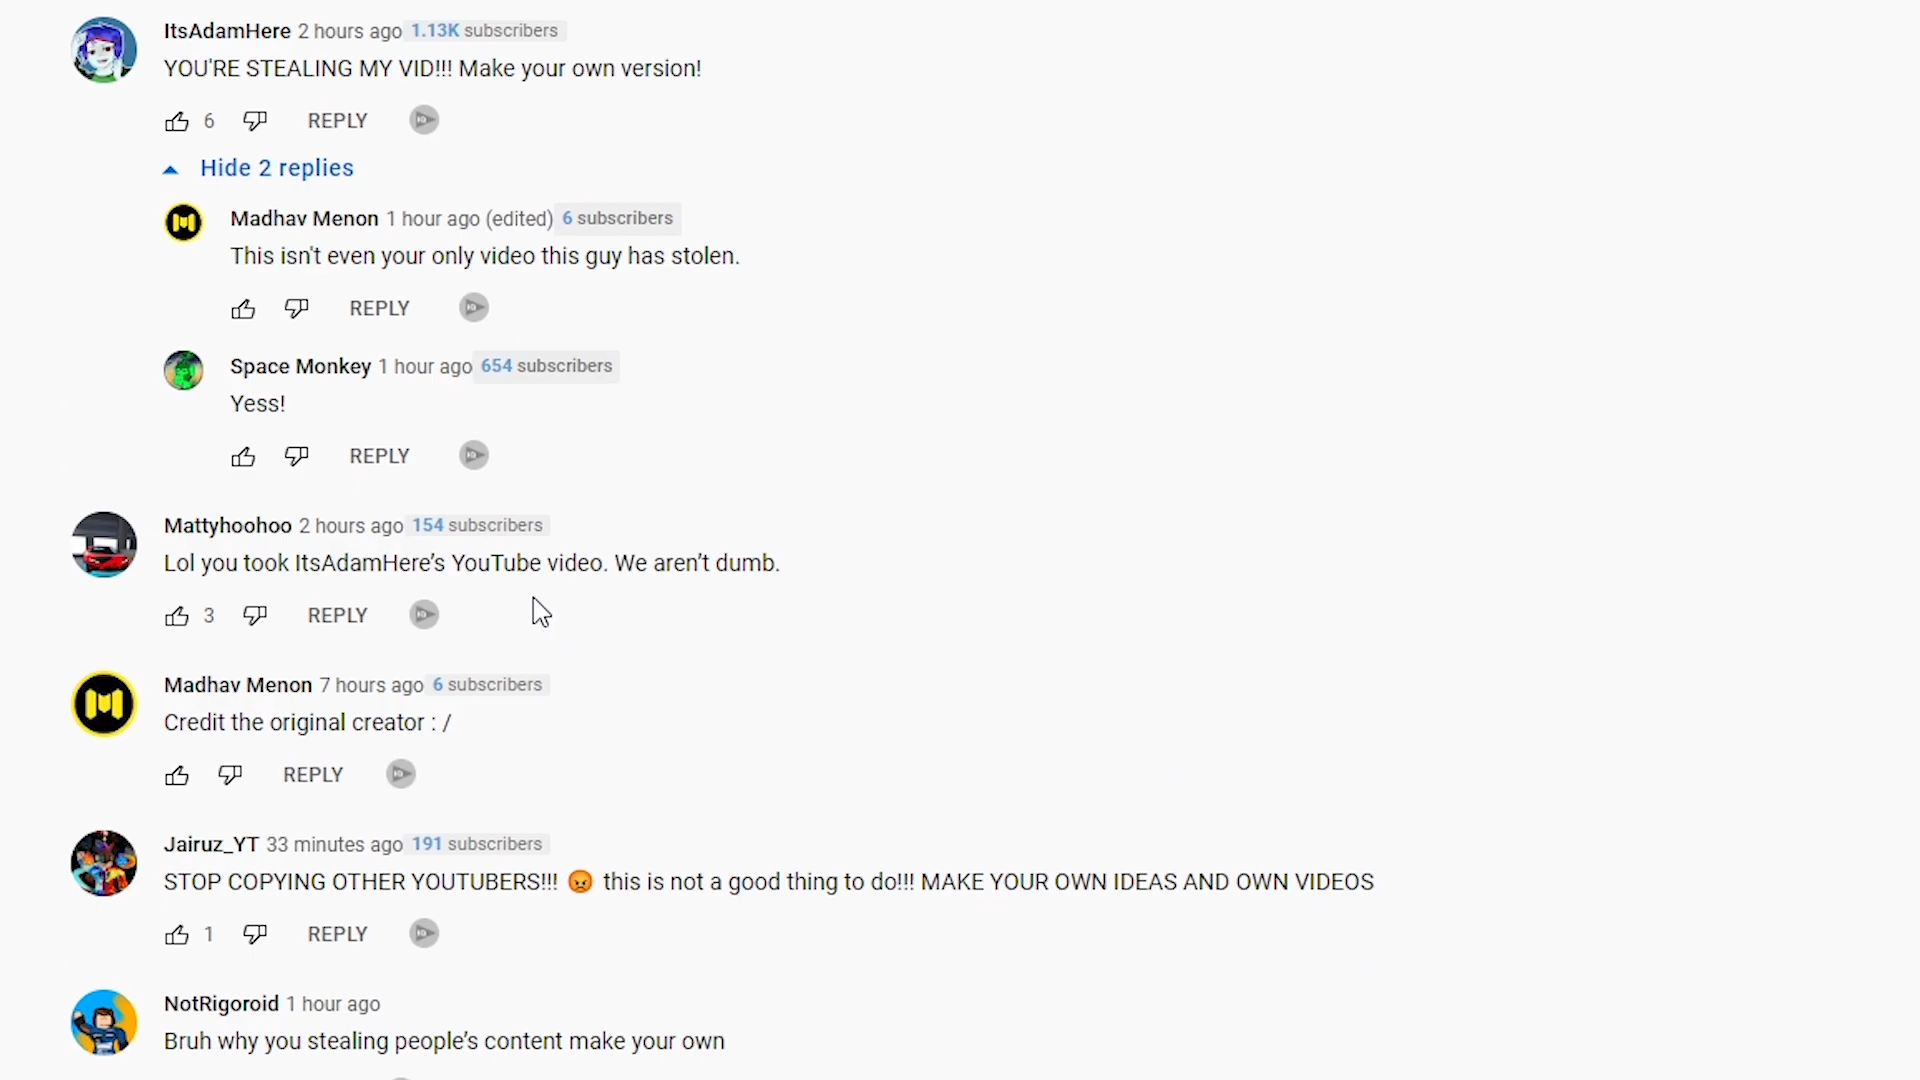 ItsAdamHere 2 hours ago 1.13K subscribers
YOU'RE STEALING MY VID!!! Make your own version!
6 REPLY
Hide 2 replies
Madhav Menon 1 hour ago (edited) 6 subscribers
This isn't even your only video this guy has stolen.
REPLY
Space Monkey 1 hour ago 654 subscribers
Yess!
REPLY
Mattyhoohoo 2 hours ago 154 subscribers
Lol you took ItsAdamHere’s YouTube video. We aren’t dumb.
3 REPLY
Madhav Menon 7 hours ago 6 subscribers
Credit the original creator : /
REPLY
Jairuz_YT 33 minutes ago 191 subscribers
STOP COPYING OTHER YOUTUBERS!!! 😡 this is not a good thing to do!!! MAKE YOUR OWN IDEAS AND OWN VIDEOS
1 REPLY
NotRigoroid 1 hour ago
Bruh why you stealing people’s content make your own